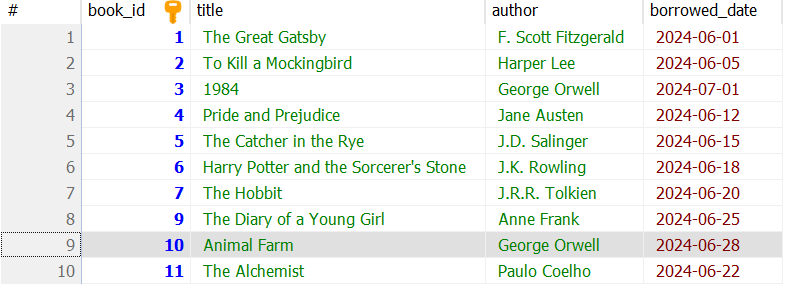 # book_id title author borrowed_date
1 1 The Great Gatsby F. Scott Fitzgerald 2024-06-01
2 2 To Kill a Mockingbird Harper Lee 2024-06-05
3 3 1984 George Orwell 2024-07-01
4 4 Pride and Prejudice Jane Austen 2024-06-12
5 5 The Catcher in the Rye J.D. Salinger 2024-06-15
6 6 Harry Potter and the Sorcerer's Stone J.K. Rowling 2024-06-18
7 7 The Hobbit J.R.R. Tolkien 2024-06-20
8 9 The Diary of a Young Girl Anne Frank 2024-06-25
9 10 Animal Farm George Orwell 2024-06-28
10 11 The Alchemist Paulo Coelho 2024-06-22